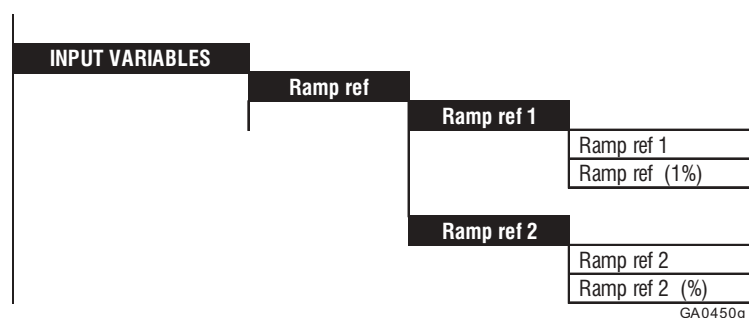 INPUT VARIABLES
Ramp ref
Ramp ref 1
Ramp ref 1
Ramp ref (1%)
Ramp ref 2
Ramp ref 2
Ramp ref 2 (%)
GA0450g